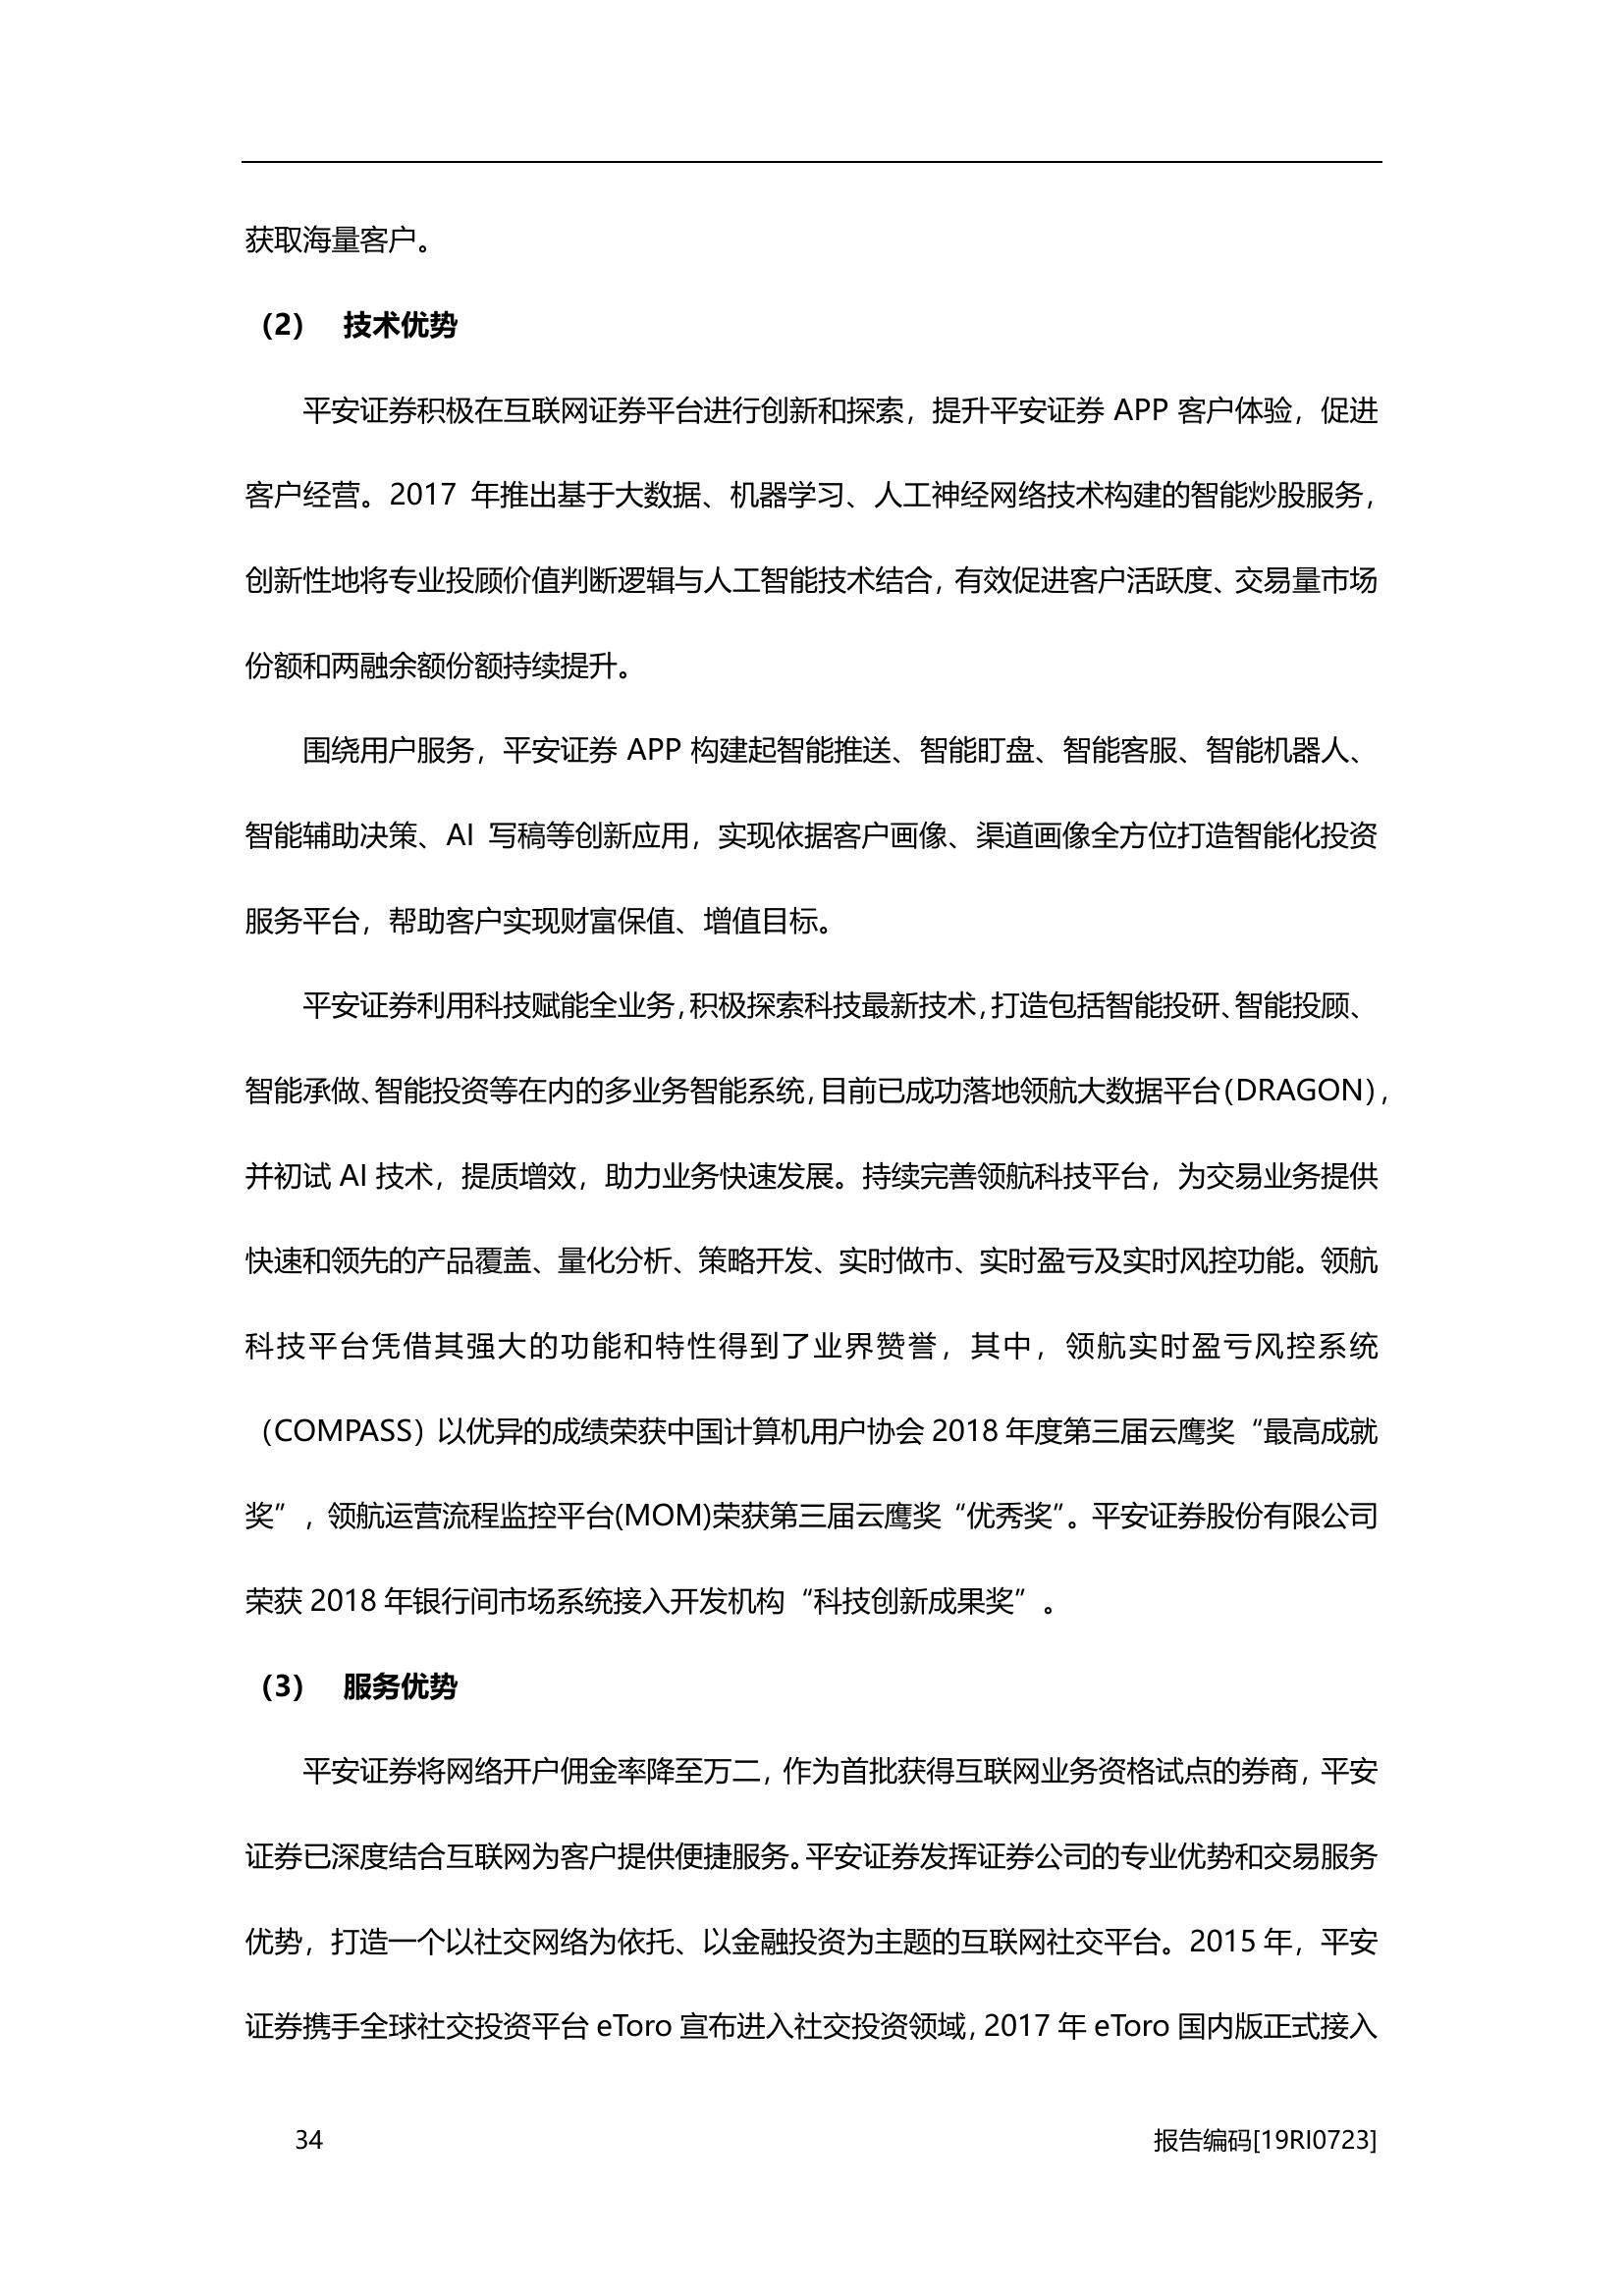 获取海量客户。
（2） 技术优势
平安证券积极在互联网证券平台进行创新和探索，提升平安证券 APP 客户体验，促进
客户经营。2017 年推出基于大数据、机器学习、人工神经网络技术构建的智能炒股服务，
创新性地将专业投顾价值判断逻辑与人工智能技术结合，有效促进客户活跃度、交易量市场
份额和两融余额份额持续提升。
围绕用户服务，平安证券 APP 构建起智能推送、智能盯盘、智能客服、智能机器人、
智能辅助决策、AI 写稿等创新应用，实现依据客户画像、渠道画像全方位打造智能化投资
服务平台，帮助客户实现财富保值、增值目标。
平安证券利用科技赋能全业务，积极探索科技最新技术，打造包括智能投研、智能投顾、
智能承做、智能投资等在内的多业务智能系统，目前已成功落地领航大数据平台（DRAGON），
并初试 AI 技术，提质增效，助力业务快速发展。持续完善领航科技平台，为交易业务提供
快速和领先的产品覆盖、量化分析、策略开发、实时做市、实时盈亏及实时风控功能。领航
科技平台凭借其强大的功能和特性得到了业界赞誉，其中，领航实时盈亏风控系统
（COMPASS）以优异的成绩荣获中国计算机用户协会 2018 年度第三届云鹰奖“最高成就
奖”，领航运营流程监控平台(MOM)荣获第三届云鹰奖“优秀奖”。平安证券股份有限公司
荣获 2018 年银行间市场系统接入开发机构“科技创新成果奖”。
（3） 服务优势
平安证券将网络开户佣金率降至万二，作为首批获得互联网业务资格试点的券商，平安
证券已深度结合互联网为客户提供便捷服务。平安证券发挥证券公司的专业优势和交易服务
优势，打造一个以社交网络为依托、以金融投资为主题的互联网社交平台。2015 年，平安
证券携手全球社交投资平台 eToro 宣布进入社交投资领域，2017 年 eToro 国内版正式接入
34 报告编码[19RI0723]